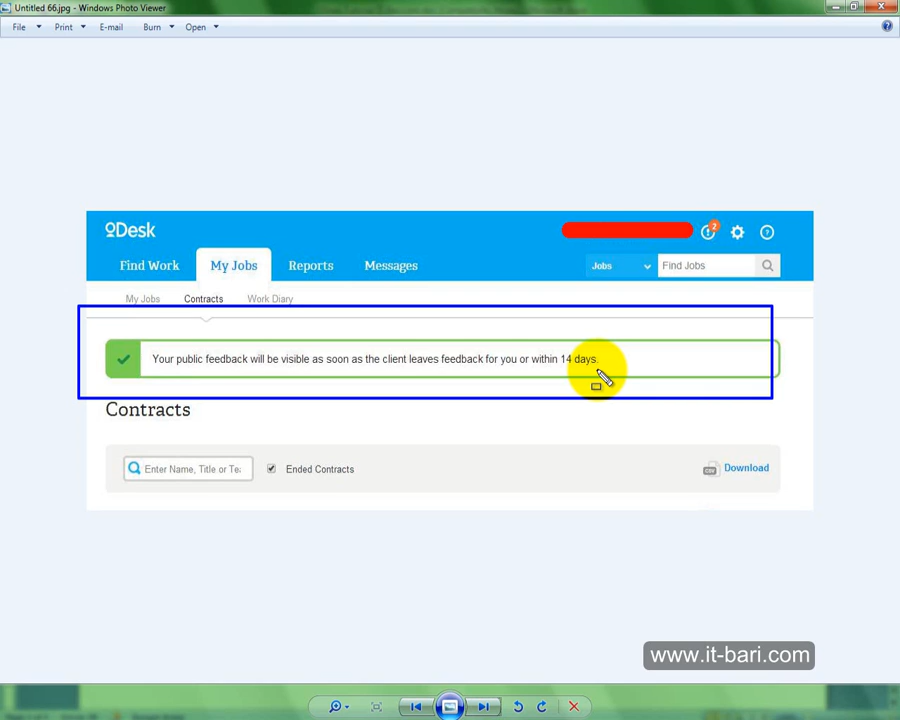 Untitled 66.jpg - Windows Photo Viewer
File Print E-mail Burn Open
oDesk
2
Find Work My Jobs Reports Messages Jobs Find Jobs
My Jobs Contracts Work Diary
Your public feedback will be visible as soon as the client leaves feedback for you or within 14 days.
Contracts
Enter Name, Title or Te
Ended Contracts
CSV Download
www.it-bari.com